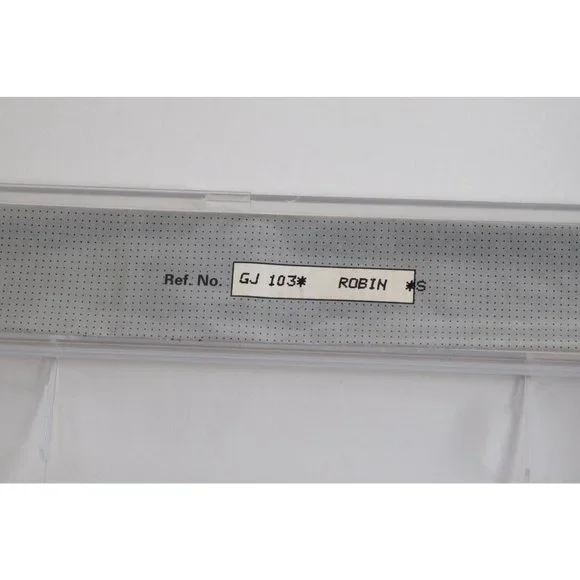 Ref. No. GJ 103* ROBIN *S